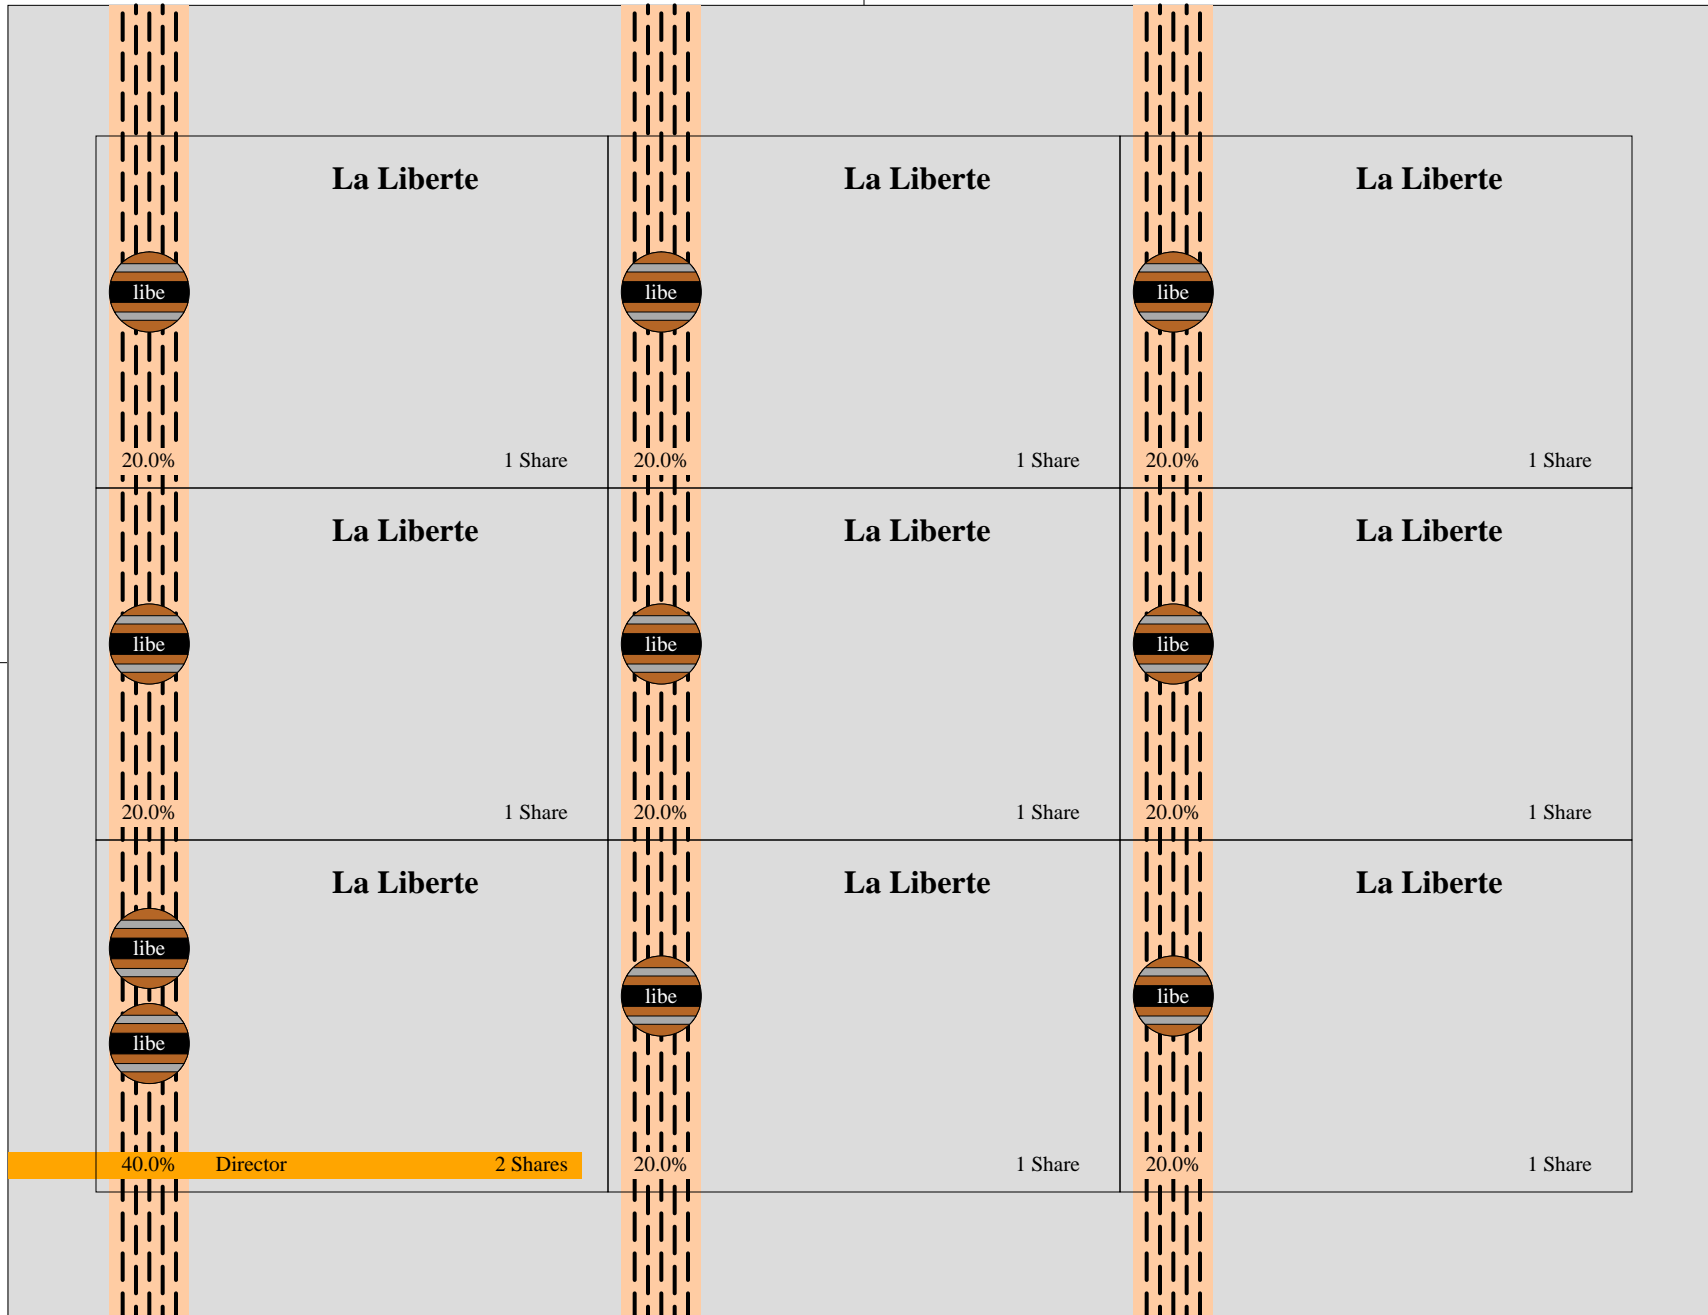 La Liberte La Liberte La Liberte
libe libe libe
20.0% 1 Share 20.0% 1 Share 20.0% 1 Share
La Liberte La Liberte La Liberte
libe libe libe
20.0% 1 Share 20.0% 1 Share 20.0% 1 Share
La Liberte La Liberte La Liberte
libe
libe libe
libe
40.0% Director 2 Shares 20.0% 1 Share 20.0% 1 Share